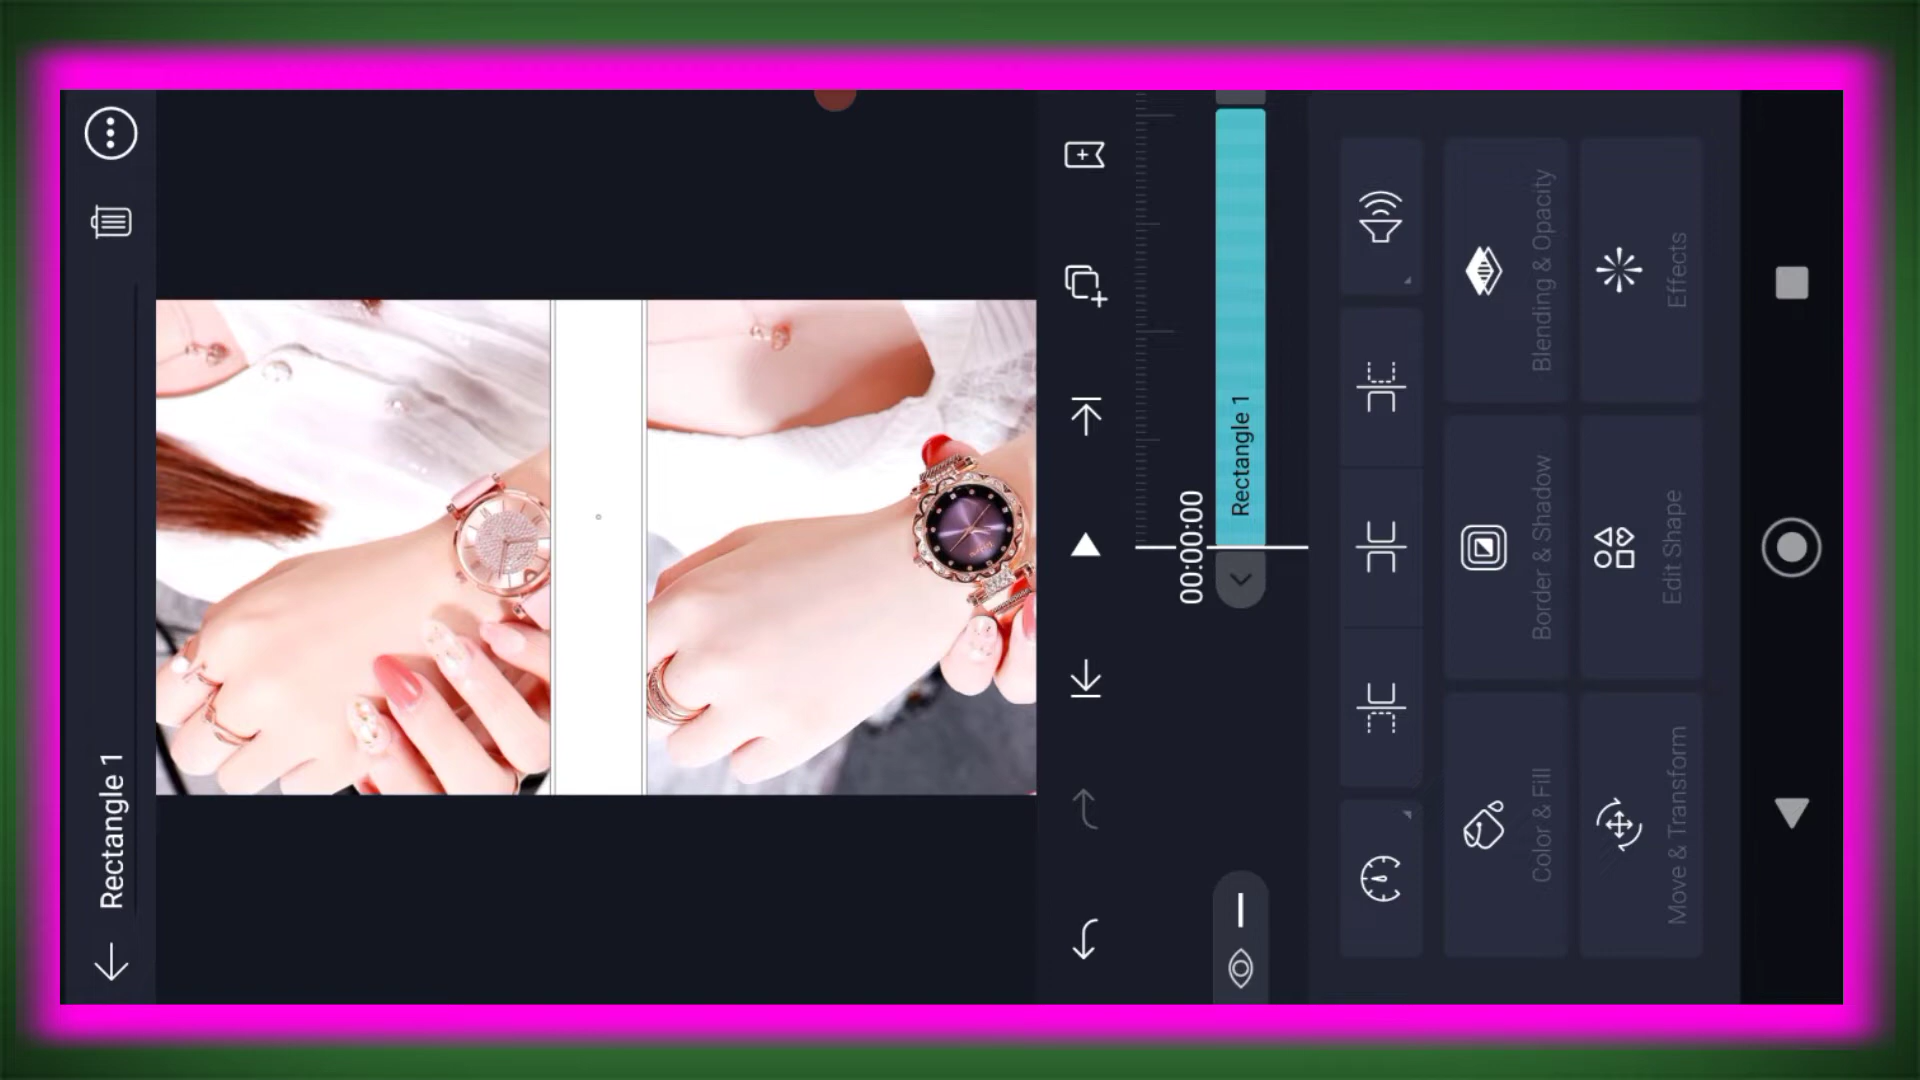 Rectangle 1
00:00:00
Rectangle 1
Color & Fill
Border & Shadow
Blending & Opacity
Move & Transform
Edit Shape
Effects